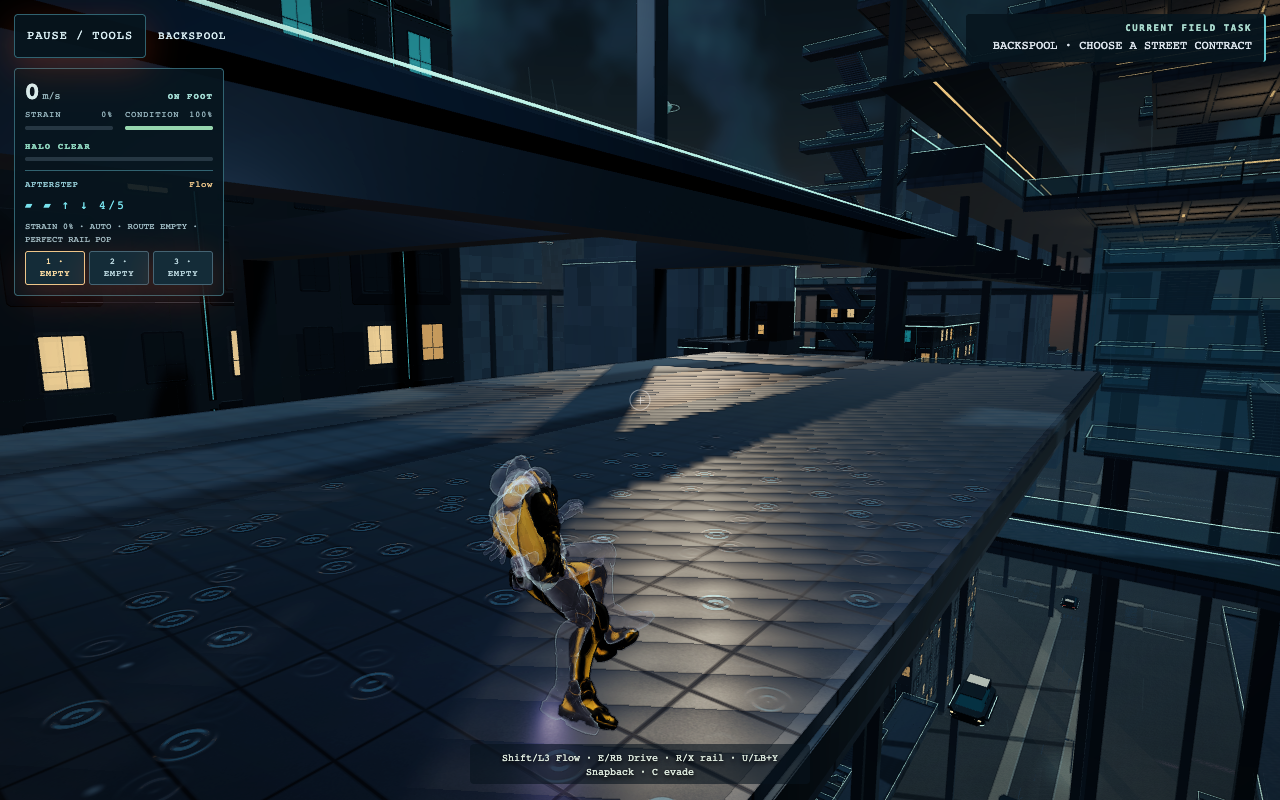 PAUSE / TOOLS
BACKSPOOL
CURRENT FIELD TASK
BACKSPOOL · CHOOSE A STREET CONTRACT
0 m/s
ON FOOT
STRAIN 0%
CONDITION 100%
HALO CLEAR
AFTERSTEP
Flow
▰ ▰ ↑ ↓ 4/5
STRAIN 0% · AUTO · ROUTE EMPTY ·
PERFECT RAIL POP
1 ·
EMPTY
2 ·
EMPTY
3 ·
EMPTY
Shift/L3 Flow · E/RB Drive · R/X rail · U/LB+Y
Snapback · C evade